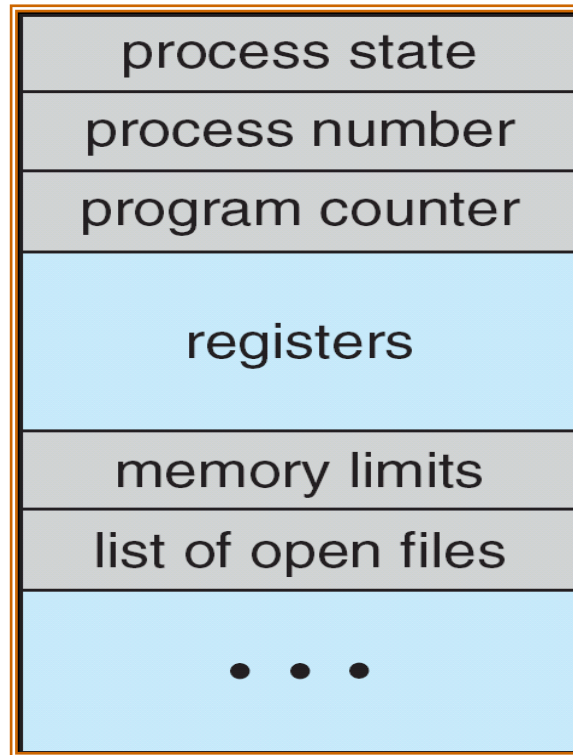 process state
process number
program counter
registers
memory limits
list of open files
• • •